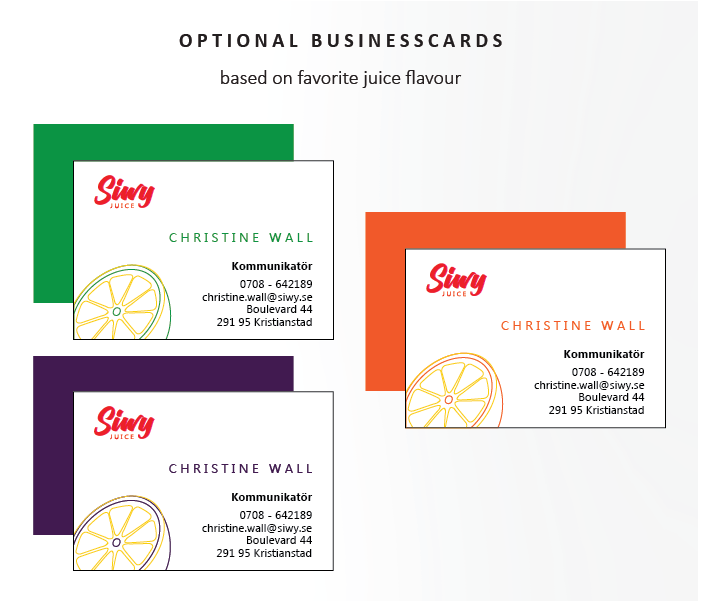 OPTIONAL BUSINESSCARDS
based on favorite juice flavour
Siwy
JUICE
CHRISTINE WALL
Kommunikatör
0708 - 642189
christine.wall@siwy.se
Boulevard 44
291 95 Kristianstad
Siwy
JUICE
CHRISTINE WALL
Kommunikatör
0708 - 642189
christine.wall@siwy.se
Boulevard 44
291 95 Kristianstad
Siwy
JUICE
CHRISTINE WALL
Kommunikatör
0708 - 642189
christine.wall@siwy.se
Boulevard 44
291 95 Kristianstad